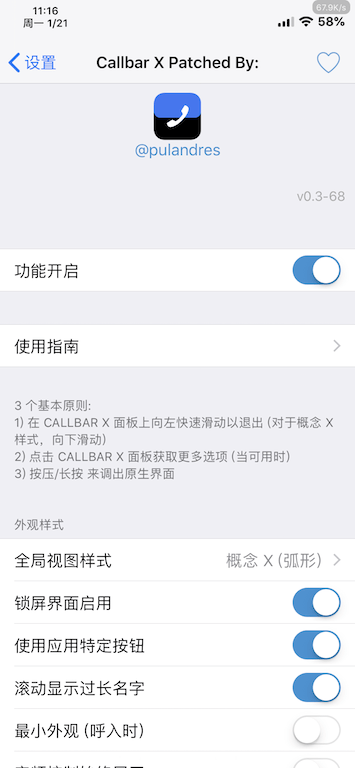 11:16
周一 1/21
67.9K/s
58%
设置
Callbar X Patched By:
@pulandres
v0.3-68
功能开启
使用指南
3 个基本原则:
1) 在 CALLBAR X 面板上向左快速滑动以退出 (对于概念 X
样式，向下滑动)
2) 点击 CALLBAR X 面板获取更多选项 (当可用时)
3) 按压/长按 来调出原生界面
外观样式
全局视图样式
概念 X (弧形)
锁屏界面启用
使用应用特定按钮
滚动显示过长名字
最小外观 (呼入时)